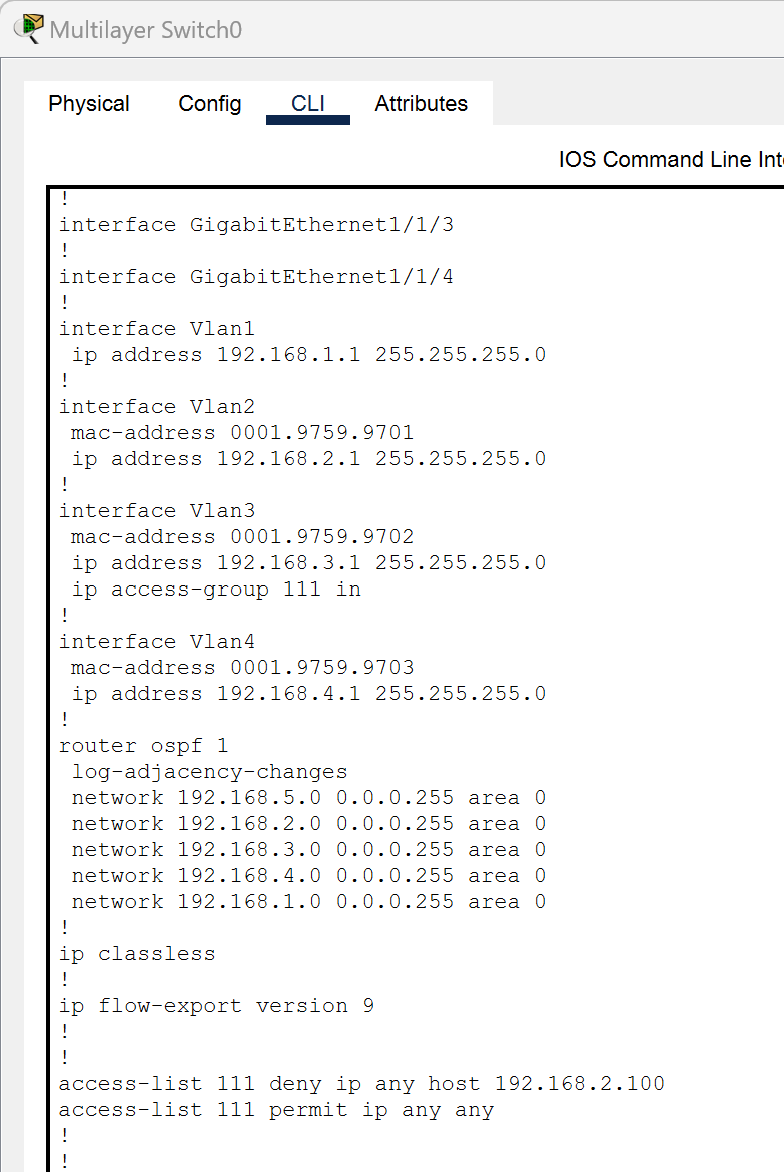 Multilayer Switch0
Physical Config CLI Attributes
IOS Command Line
!
interface GigabitEthernet1/1/3
!
interface GigabitEthernet1/1/4
!
interface Vlan1
 ip address 192.168.1.1 255.255.255.0
!
interface Vlan2
 mac-address 0001.9759.9701
 ip address 192.168.2.1 255.255.255.0
!
interface Vlan3
 mac-address 0001.9759.9702
 ip address 192.168.3.1 255.255.255.0
 ip access-group 111 in
!
interface Vlan4
 mac-address 0001.9759.9703
 ip address 192.168.4.1 255.255.255.0
!
router ospf 1
 log-adjacency-changes
 network 192.168.5.0 0.0.0.255 area 0
 network 192.168.2.0 0.0.0.255 area 0
 network 192.168.3.0 0.0.0.255 area 0
 network 192.168.4.0 0.0.0.255 area 0
 network 192.168.1.0 0.0.0.255 area 0
!
ip classless
!
ip flow-export version 9
!
!
access-list 111 deny ip any host 192.168.2.100
access-list 111 permit ip any any
!
!